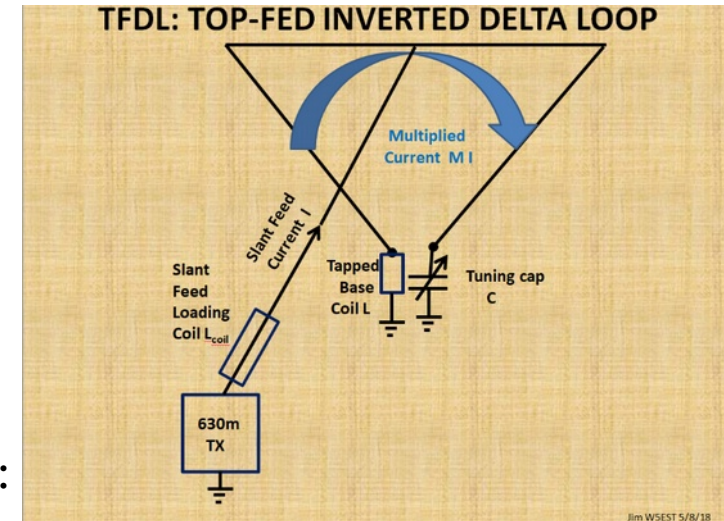 TFDL: TOP-FED INVERTED DELTA LOOP
Multiplied
Current M I
Slant Feed
Current I
Slant
Feed
Loading
Coil Lcoil
Tapped
Base
Coil L
Tuning cap
C
630m
TX
:
Jim W5EST 5/8/18